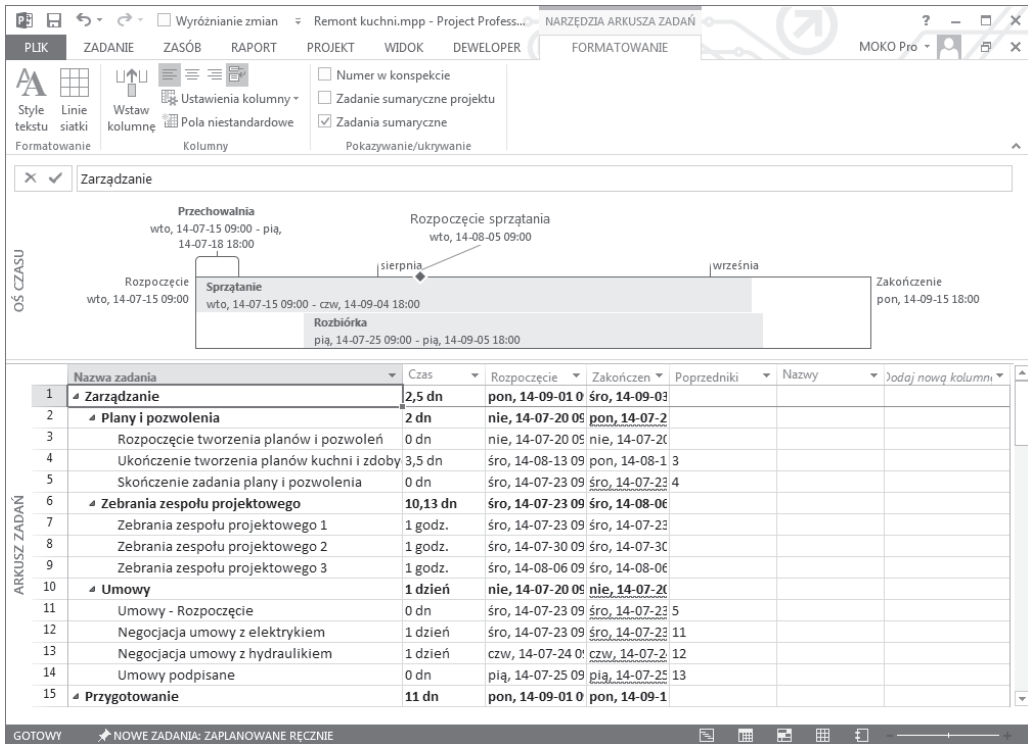 Wyróżnianie zmian
Remont kuchni.mpp - Project Profess...
NARZĘDZIA ARKUSZA ZADAŃ
?
PLIK ZADANIE ZASÓB RAPORT PROJEKT WIDOK DEWELOPER FORMATOWANIE MOKO Pro
Style tekstu
Linie siatki
Wstaw kolumnę
Ustawienia kolumny
Pola niestandardowe
Numer w konspekcie
Zadanie sumaryczne projektu
Zadania sumaryczne
Formatowanie Kolumny Pokazywanie/ukrywanie
Zarządzanie
OŚ CZASU
Przechowalnia
wto, 14-07-15 09:00 - pią,
14-07-18 18:00
Rozpoczęcie sprzątania
wto, 14-08-05 09:00
sierpnia
września
Rozpoczęcie
wto, 14-07-15 09:00
Sprzątanie
wto, 14-07-15 09:00 - czw, 14-09-04 18:00
Rozbiórka
pią, 14-07-25 09:00 - pią, 14-09-05 18:00
Zakończenie
pon, 14-09-15 18:00
ARKUSZ ZADAŃ
Nazwa zadania Czas Rozpoczęcie Zakończen Poprzedniki Nazwy Dodaj nową kolumn
1 Zarządzanie 2,5 dn pon, 14-09-01 0 śro, 14-09-03
2 Plany i pozwolenia 2 dn nie, 14-07-20 09 pon, 14-07-2
3 Rozpoczęcie tworzenia planów i pozwoleń 0 dn nie, 14-07-20 09 nie, 14-07-20
4 Ukończenie tworzenia planów kuchni i zdoby 3,5 dn śro, 14-08-13 09 pon, 14-08-1 3
5 Skończenie zadania plany i pozwolenia 0 dn śro, 14-07-23 09 śro, 14-07-23 4
6 Zebrania zespołu projektowego 10,13 dn śro, 14-07-23 09 śro, 14-08-06
7 Zebrania zespołu projektowego 1 1 godz. śro, 14-07-23 09 śro, 14-07-23
8 Zebrania zespołu projektowego 2 1 godz. śro, 14-07-30 09 śro, 14-07-30
9 Zebrania zespołu projektowego 3 1 godz. śro, 14-08-06 09 śro, 14-08-06
10 Umowy 1 dzień nie, 14-07-20 09 nie, 14-07-20
11 Umowy - Rozpoczęcie 0 dn śro, 14-07-23 09 śro, 14-07-23 5
12 Negocjacja umowy z elektrykiem 1 dzień śro, 14-07-23 09 śro, 14-07-23 11
13 Negocjacja umowy z hydraulikiem 1 dzień czw, 14-07-24 0 czw, 14-07-2 12
14 Umowy podpisane 0 dn pią, 14-07-25 09 pią, 14-07-25 13
15 Przygotowanie 11 dn pon, 14-09-01 0 pon, 14-09-1
GOTOWY NOWE ZADANIA: ZAPLANOWANE RĘCZNIE